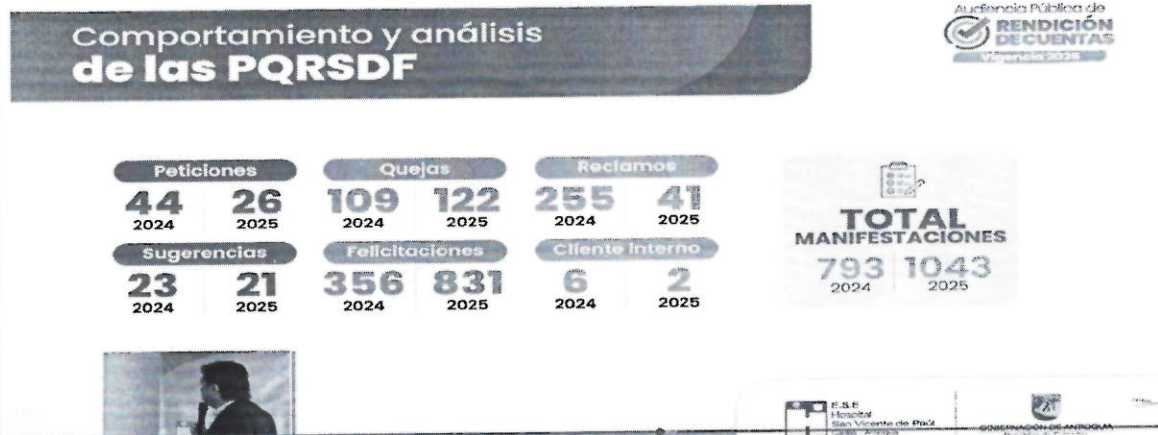 Comportamiento y análisis
de las PQRSDF
Audiencia Pública de
RENDICIÓN
DE CUENTAS
Vigencia 2025
Peticiones
44 26
2024 2025
Quejas
109 122
2024 2025
Reclamos
255 41
2024 2025
Sugerencias
23 21
2024 2025
Felicitaciones
356 831
2024 2025
Cliente Interno
6 2
2024 2025
TOTAL
MANIFESTACIONES
793 1043
2024 2025
E.S.E
Hospital
San Vicente de Paúl
GOBERNACIÓN DE ANTIOQUIA